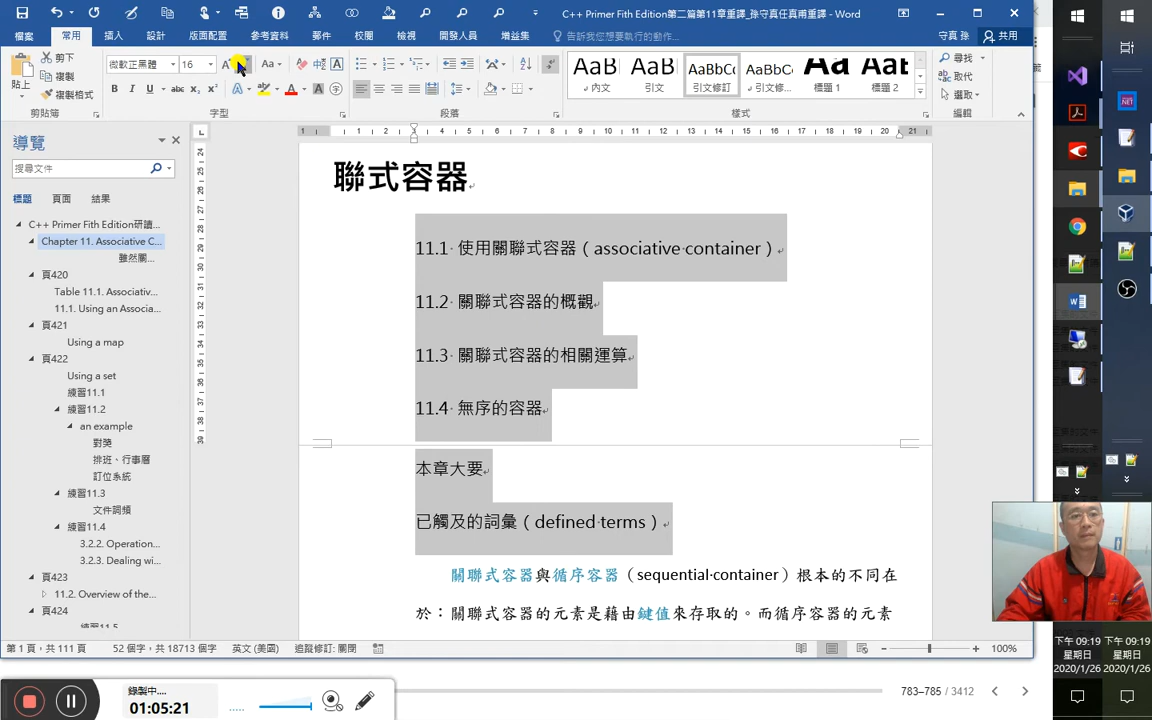 C++ Primer Fith Edition第二篇第11章重譯_孫守真任真甫重譯 - Word
檔案 常用 插入 設計 版面配置 參考資料 郵件 校閱 檢視 開發人員 增益集 告訴我您想要執行的動作... 守真 孫 共用
貼上 剪下 複製 複製格式 剪貼簿
微軟正黑體 16 字型
段落
AaB AaB AaBbC AaBbC Aa Aa
內文 引文 引文修訂 引文修... 標題 1 標題 2
樣式
尋找 取代 選取 編輯
導覽
搜尋文件
標題 頁面 結果
C++ Primer Fith Edition研讀...
Chapter 11. Associative C...
雖然關...
頁420
Table 11.1. Associativ...
11.1. Using an Associa...
頁421
Using a map
頁422
Using a set
練習11.1
練習11.2
an example
對獎
排班、行事曆
訂位系統
練習11.3
文件調頻
練習11.4
3.2.2. Operation...
3.2.3. Dealing wi...
頁423
11.2. Overview of the...
頁424
練習11.5
聯式容器
11.1 使用關聯式容器（associative container）
11.2 關聯式容器的概觀
11.3 關聯式容器的相關運算
11.4 無序的容器
本章大要
已觸及的詞彙（defined terms）
關聯式容器與循序容器（sequential container）根本的不同在
於：關聯式容器的元素是藉由鍵值來存取的。而循序容器的元素
第 1 頁，共 111 頁 52 個字，共 18713 個字 英文 (美國) 追蹤修訂: 關閉 100%
錄製中....
01:05:21
783–785 / 3412
下午 09:19 下午 09:19
星期日 星期日
2020/1/26 2020/1/26